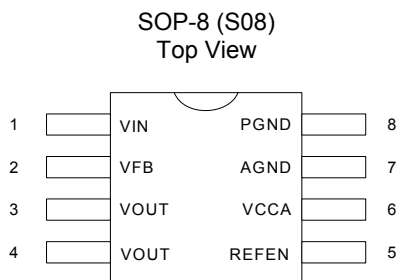 SOP-8 (S08)
Top View
1 VIN PGND 8
2 VFB AGND 7
3 VOUT VCCA 6
4 VOUT REFEN 5